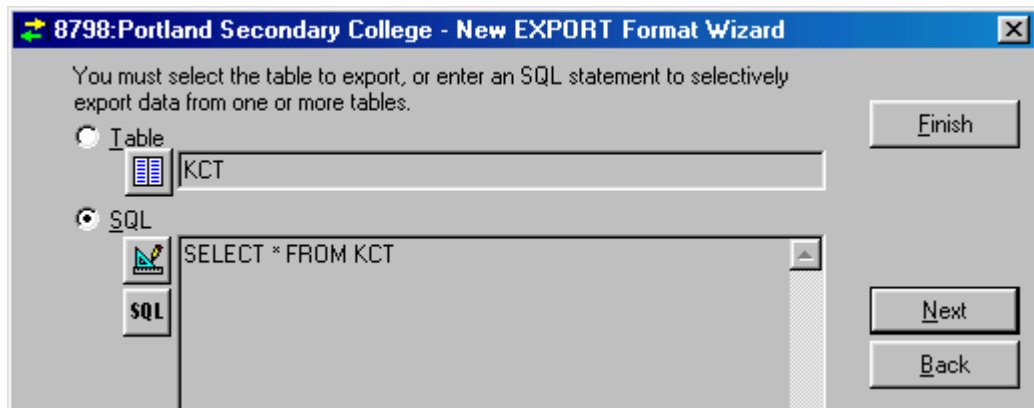 8798:Portland Secondary College - New EXPORT Format Wizard
You must select the table to export, or enter an SQL statement to selectively
export data from one or more tables.
Finish
Table
KCT
SQL
SELECT * FROM KCT
SQL
Next
Back